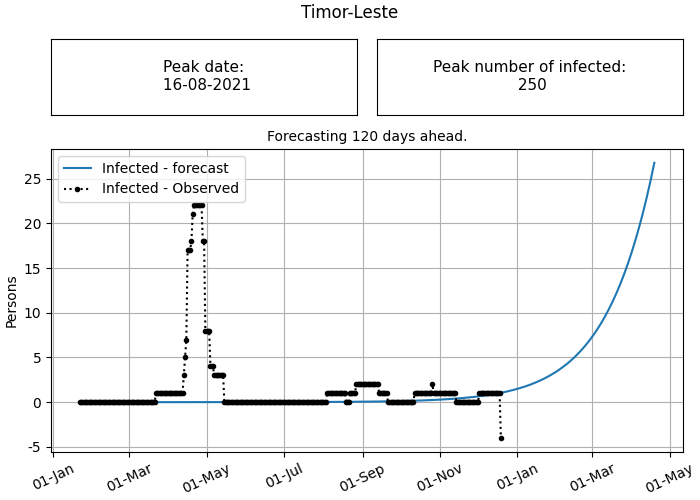 Timor-Leste
Peak date:
16-08-2021
Peak number of infected:
250
Forecasting 120 days ahead.
Infected - forecast
Infected - Observed
Persons
25
20
15
10
5
0
-5
01-Jan
01-Mar
01-May
01-Jul
01-Sep
01-Nov
01-Jan
01-Mar
01-May